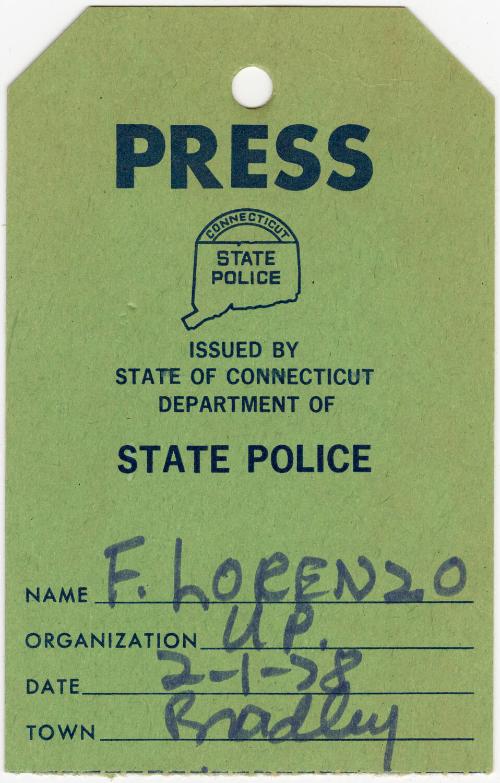 PRESS
CONNECTICUT
STATE
POLICE
ISSUED BY
STATE OF CONNECTICUT
DEPARTMENT OF
STATE POLICE
NAME F. LORENZO
ORGANIZATION U.P.
DATE 2-1-78
TOWN Bradley